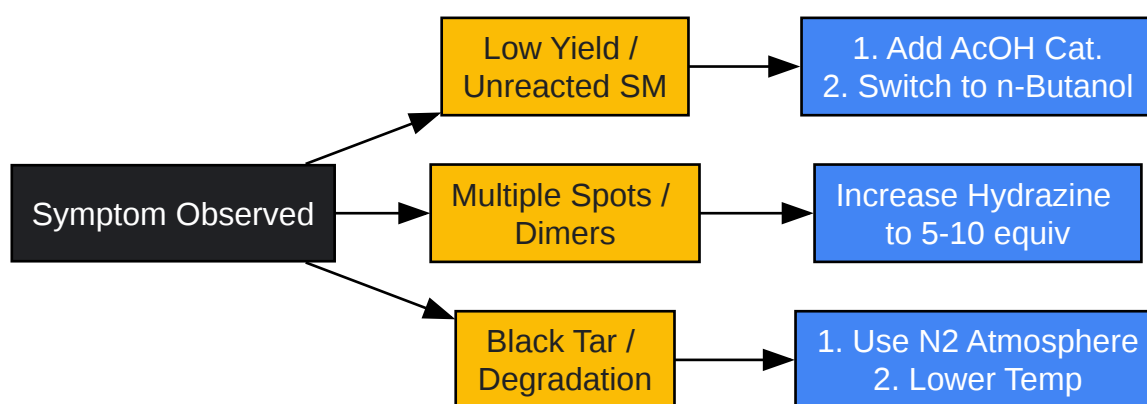 Symptom Observed
Low Yield /
Unreacted SM
1. Add AcOH Cat.
2. Switch to n-Butanol
Multiple Spots /
Dimers
Increase Hydrazine
to 5-10 equiv
Black Tar /
Degradation
1. Use N2 Atmosphere
2. Lower Temp